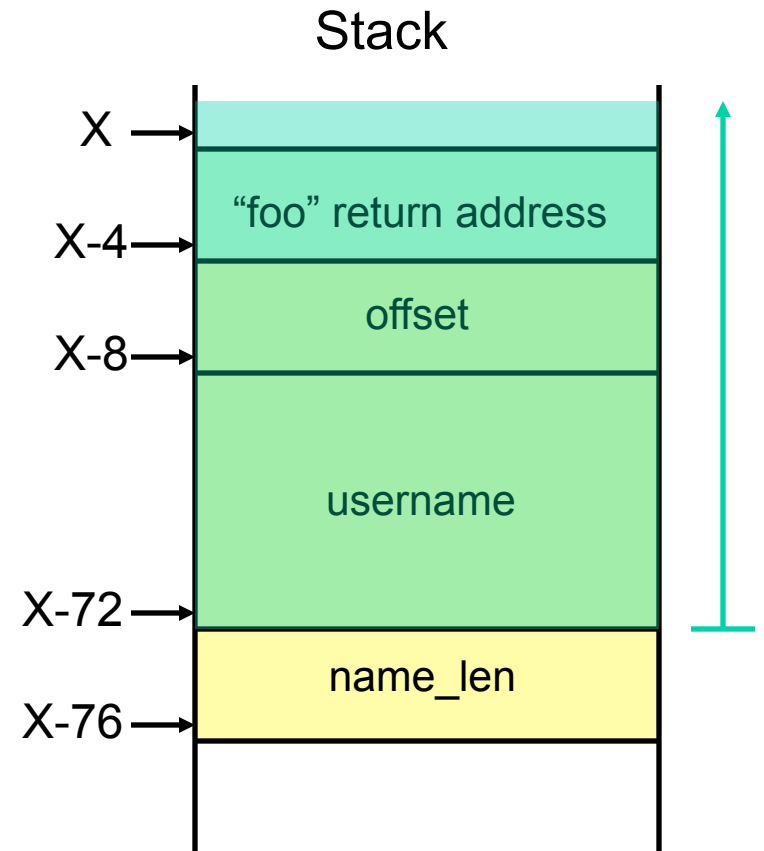 Stack
X
“foo” return address
X-4
offset
X-8
username
X-72
name_len
X-76